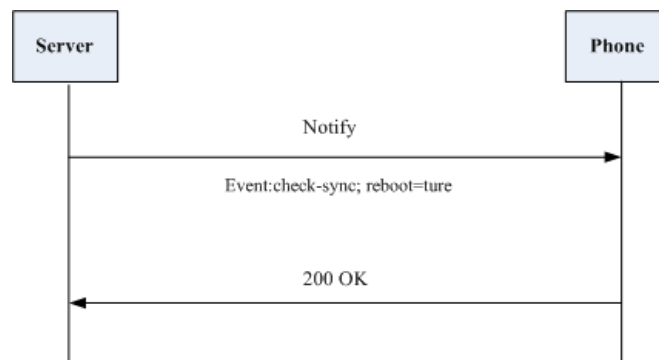 Server
Phone
Notify
Event:check-sync; reboot=ture
200 OK